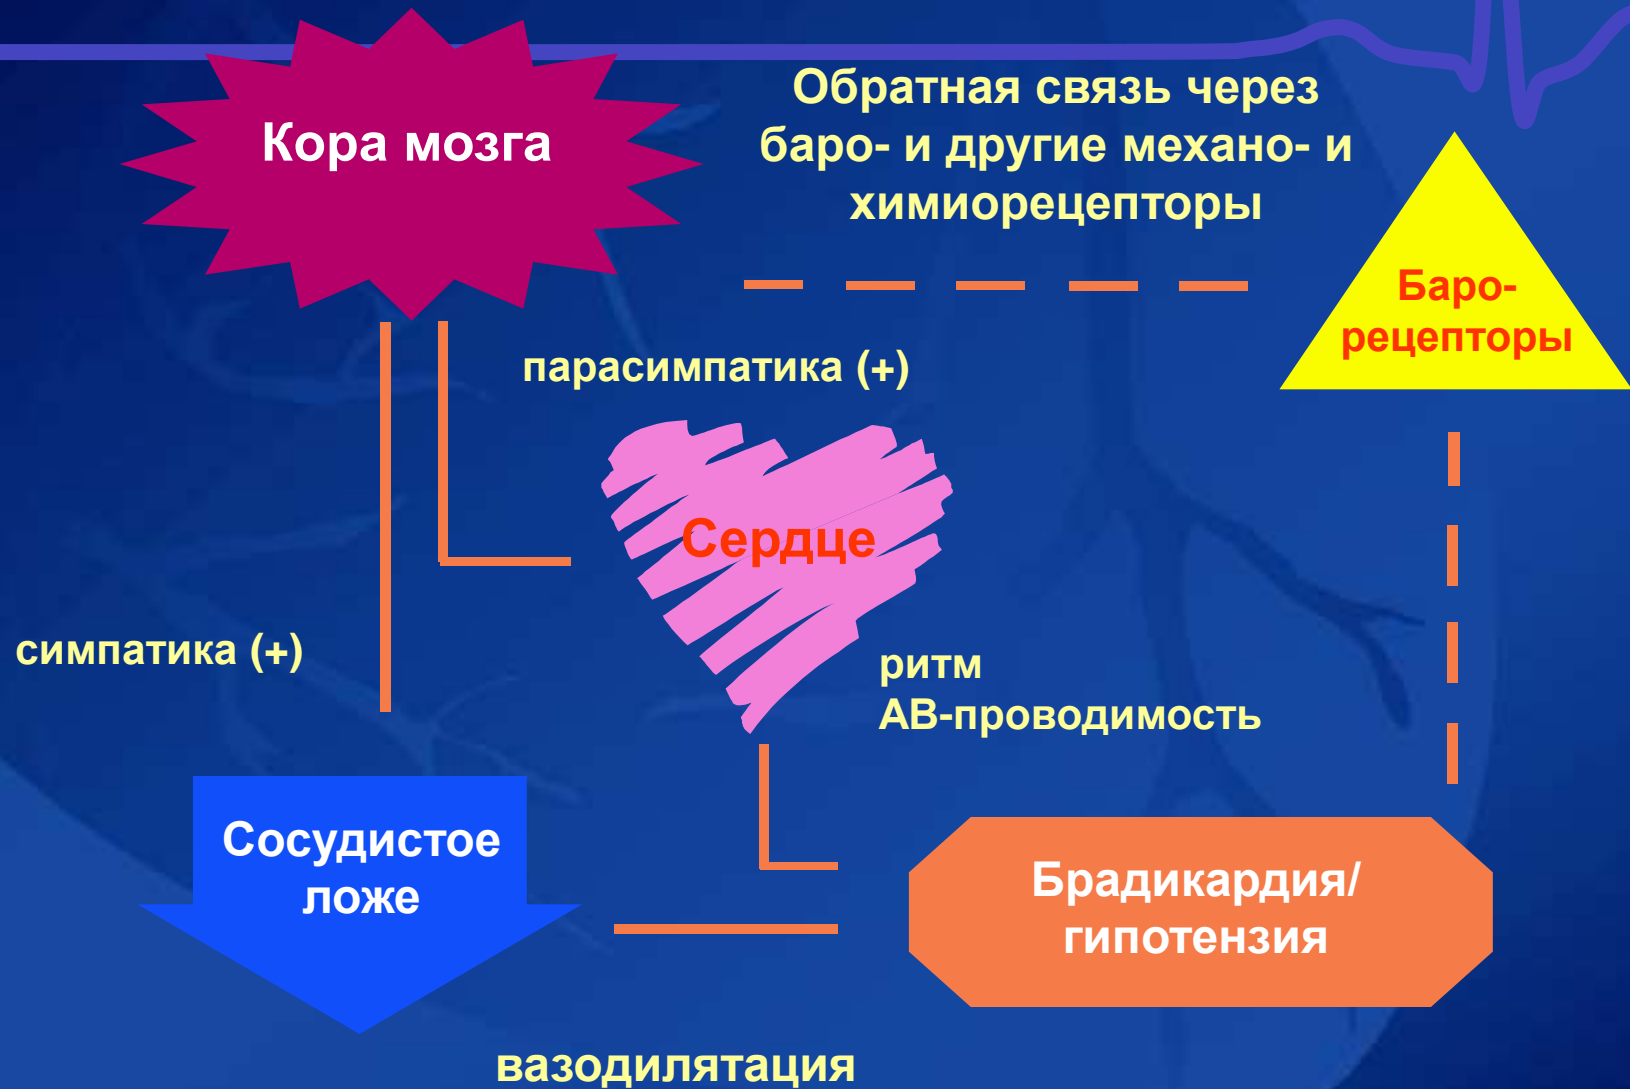 Кора мозга
Обратная связь через
баро- и другие механо- и
химиорецепторы
Баро-
рецепторы
парасимпатика (+)
Сердце
симпатика (+)
ритм
АВ-проводимость
Сосудистое
ложе
Брадикардия/
гипотензия
вазодилятация